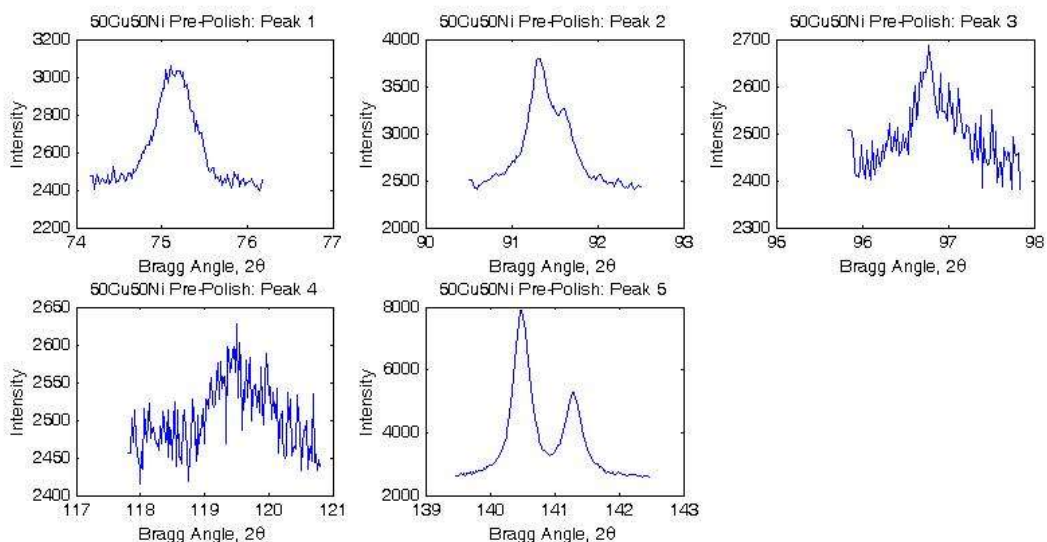 50Cu50Ni Pre-Polish: Peak 1
3200
3000
2800
2600
2400
2200
Intensity
74 75 76 77
Bragg Angle, 2θ
50Cu50Ni Pre-Polish: Peak 2
4000
3500
3000
2500
2000
Intensity
90 91 92 93
Bragg Angle, 2θ
50Cu50Ni Pre-Polish: Peak 3
2700
2600
2500
2400
2300
Intensity
95 96 97 98
Bragg Angle, 2θ
50Cu50Ni Pre-Polish: Peak 4
2650
2600
2550
2500
2450
2400
Intensity
117 118 119 120 121
Bragg Angle, 2θ
50Cu50Ni Pre-Polish: Peak 5
8000
6000
4000
2000
Intensity
139 140 141 142 143
Bragg Angle, 2θ